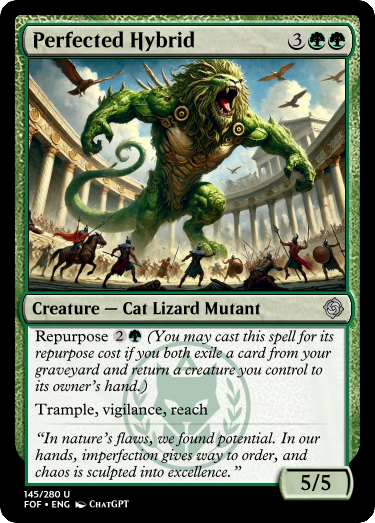 Perfected Hybrid 3
Creature — Cat Lizard Mutant
Repurpose 2 (You may cast this spell for its
repurpose cost if you both exile a card from your
graveyard and return a creature you control to
its owner's hand.)
Trample, vigilance, reach
“In nature's flaws, we found potential. In our
hands, imperfection gives way to order, and
chaos is sculpted into excellence.”
5/5
145/280 U
FOF • ENG ChatGPT